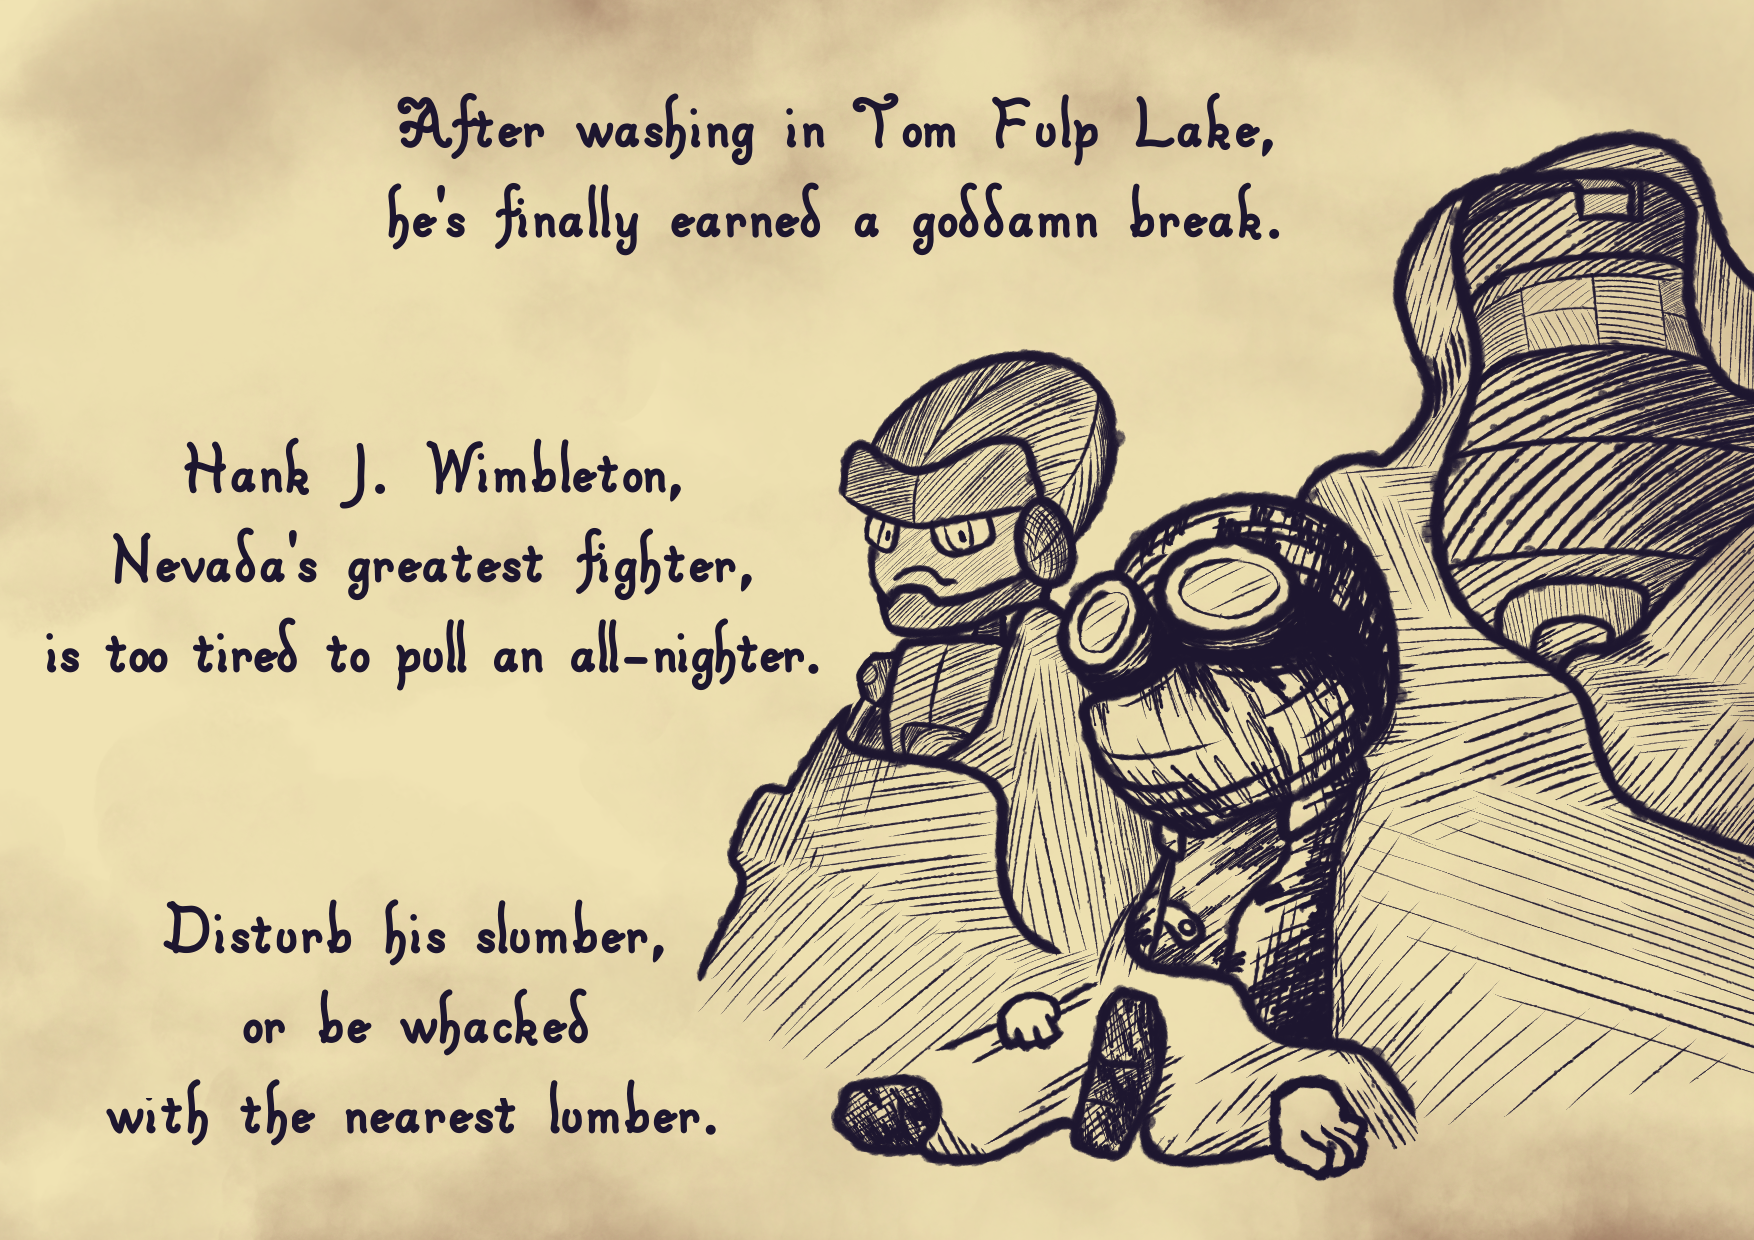 After washing in Tom Fulp Lake,
he's finally earned a goddamn break.
Hank J. Wimbleton,
Nevada's greatest fighter,
is too tired to pull an all-nighter.
Disturb his slumber,
or be whacked
with the nearest lumber.